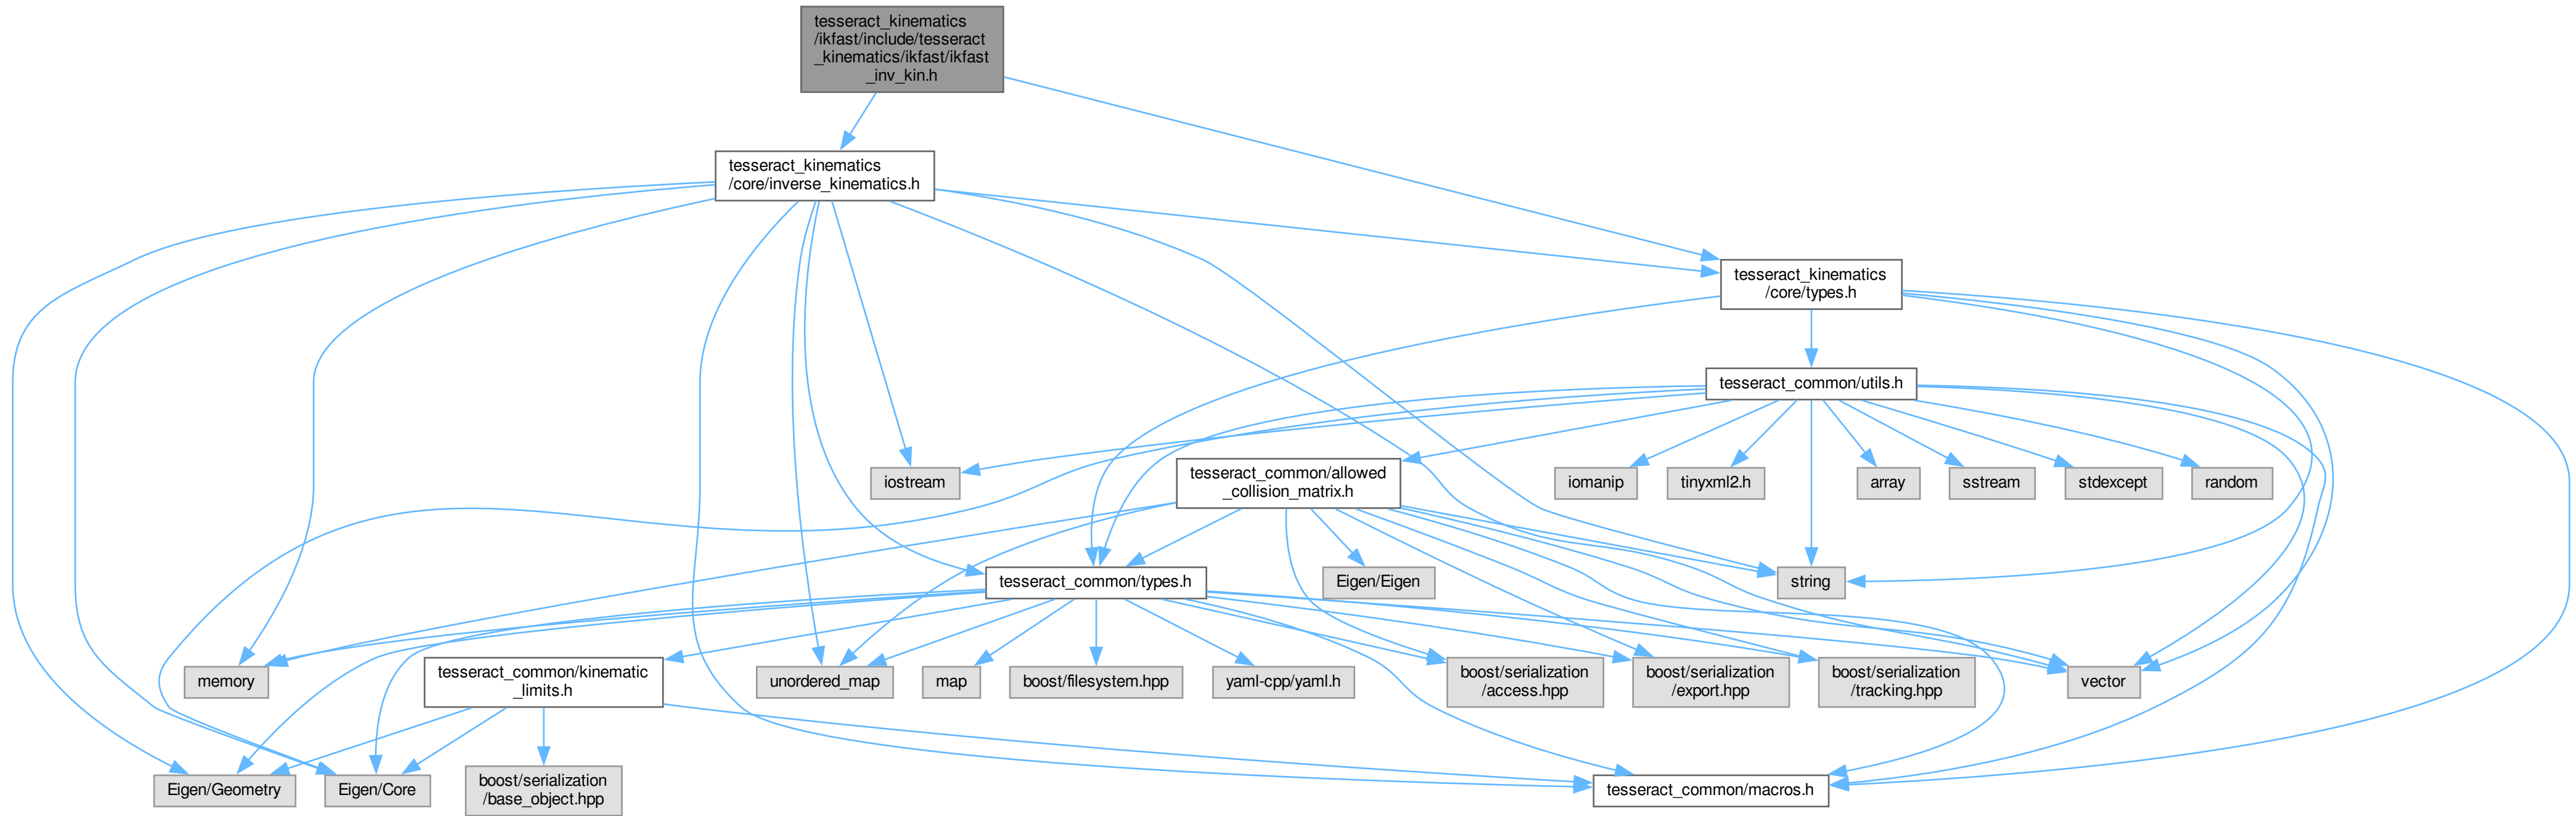 tesseract_kinematics
/ikfast/include/tesseract
_kinematics/ikfast/ikfast
_inv_kin.h
tesseract_kinematics
/core/inverse_kinematics.h
tesseract_kinematics
/core/types.h
tesseract_common/utils.h
iostream
tesseract_common/allowed
_collision_matrix.h
iomanip
tinyxml2.h
array
sstream
stdexcept
random
tesseract_common/types.h
Eigen/Eigen
string
memory
tesseract_common/kinematic
_limits.h
unordered_map
map
boost/filesystem.hpp
yaml-cpp/yaml.h
boost/serialization
/access.hpp
boost/serialization
/export.hpp
boost/serialization
/tracking.hpp
vector
Eigen/Geometry
Eigen/Core
boost/serialization
/base_object.hpp
tesseract_common/macros.h